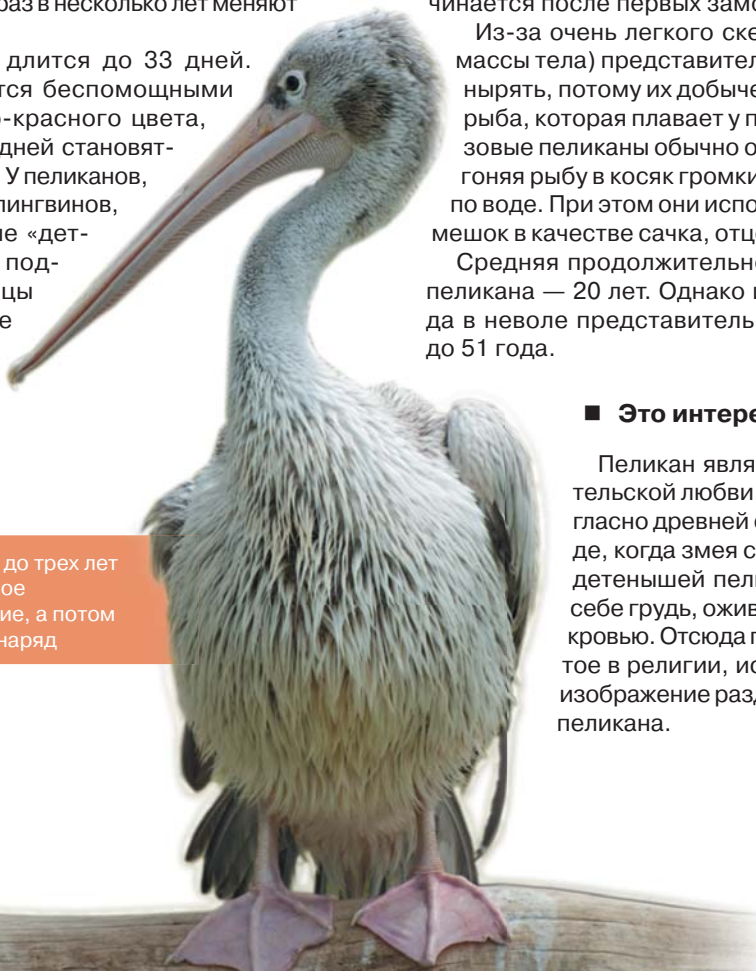 раз в несколько лет меняют
длится до 33 дней.
тся беспомощными
-красного цвета,
дней становят-
У пеликанов,
пингвинов,
«дет-
под-
цы
е
до трех лет
ое
ие, а потом
наряд
чинается после первых замо
Из-за очень легкого ске
массы тела) представител
нырять, потому их добыче
рыба, которая плавает у п
зовые пеликаны обычно о
гоняя рыбу в косяк громки
по воде. При этом они испо
мешок в качестве сачка, отц
Средняя продолжительн
пеликана — 20 лет. Однако
да в неволе представитель
до 51 года.
■ Это интере
Пеликан явля
тельской любви
гласно древней
де, когда змея с
детенышей пел
себе грудь, ожив
кровью. Отсюда
тое в религии, ис
изображение разд
пеликана.